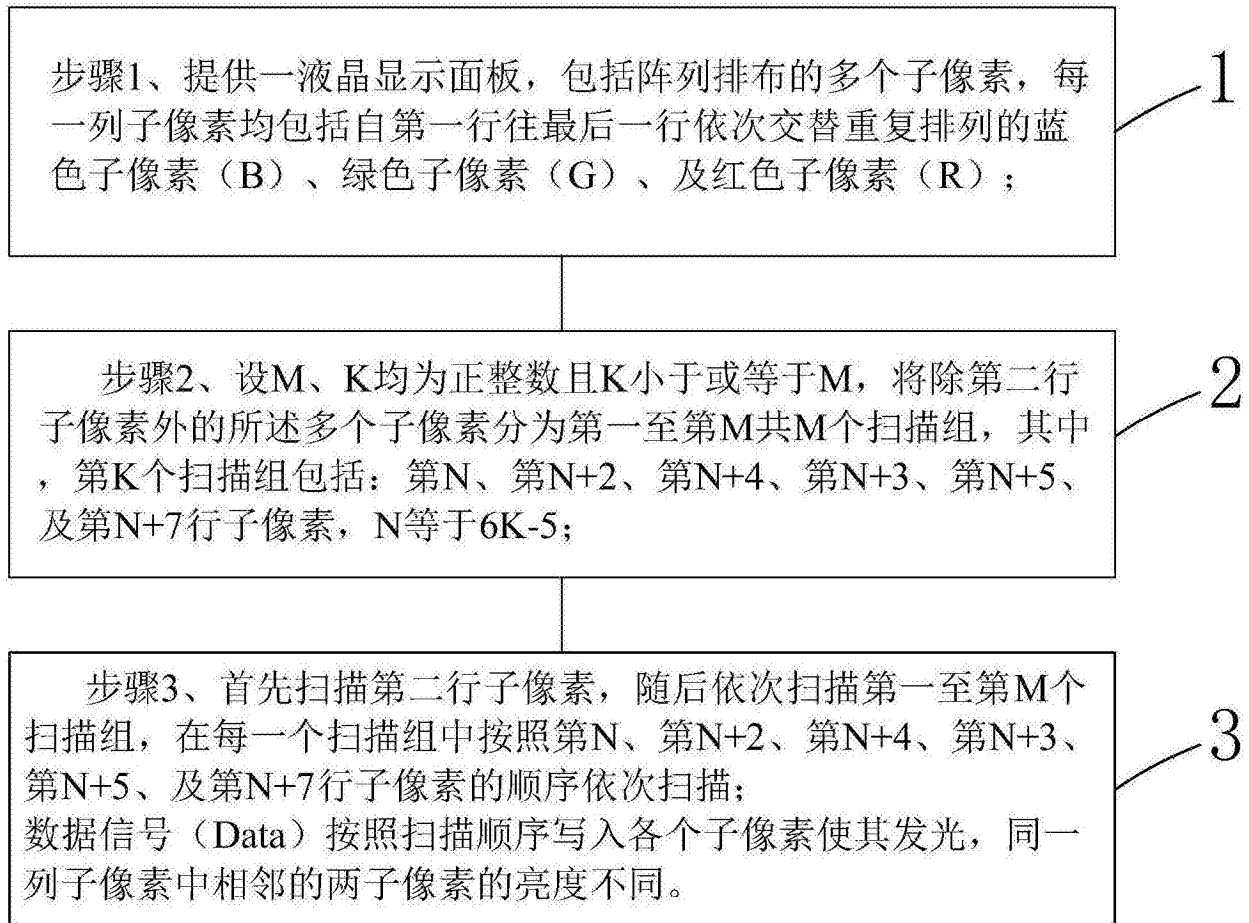 步骤1、提供一液晶显示面板，包括阵列排布的多个子像素，每
一列子像素均包括自第一行往最后一行依次交替重复排列的蓝
色子像素（B）、绿色子像素（G）、及红色子像素（R）；
1
步骤2、设M、K均为正整数且K小于或等于M，将除第二行
子像素外的所述多个子像素分为第一至第M共M个扫描组，其中
，第K个扫描组包括：第N、第N+2、第N+4、第N+3、第N+5、
及第N+7行子像素，N等于6K-5；
2
步骤3、首先扫描第二行子像素，随后依次扫描第一至第M个
扫描组，在每一个扫描组中按照第N、第N+2、第N+4、第N+3、
第N+5、及第N+7行子像素的顺序依次扫描；
数据信号（Data）按照扫描顺序写入各个子像素使其发光，同一
列子像素中相邻的两子像素的亮度不同。
3